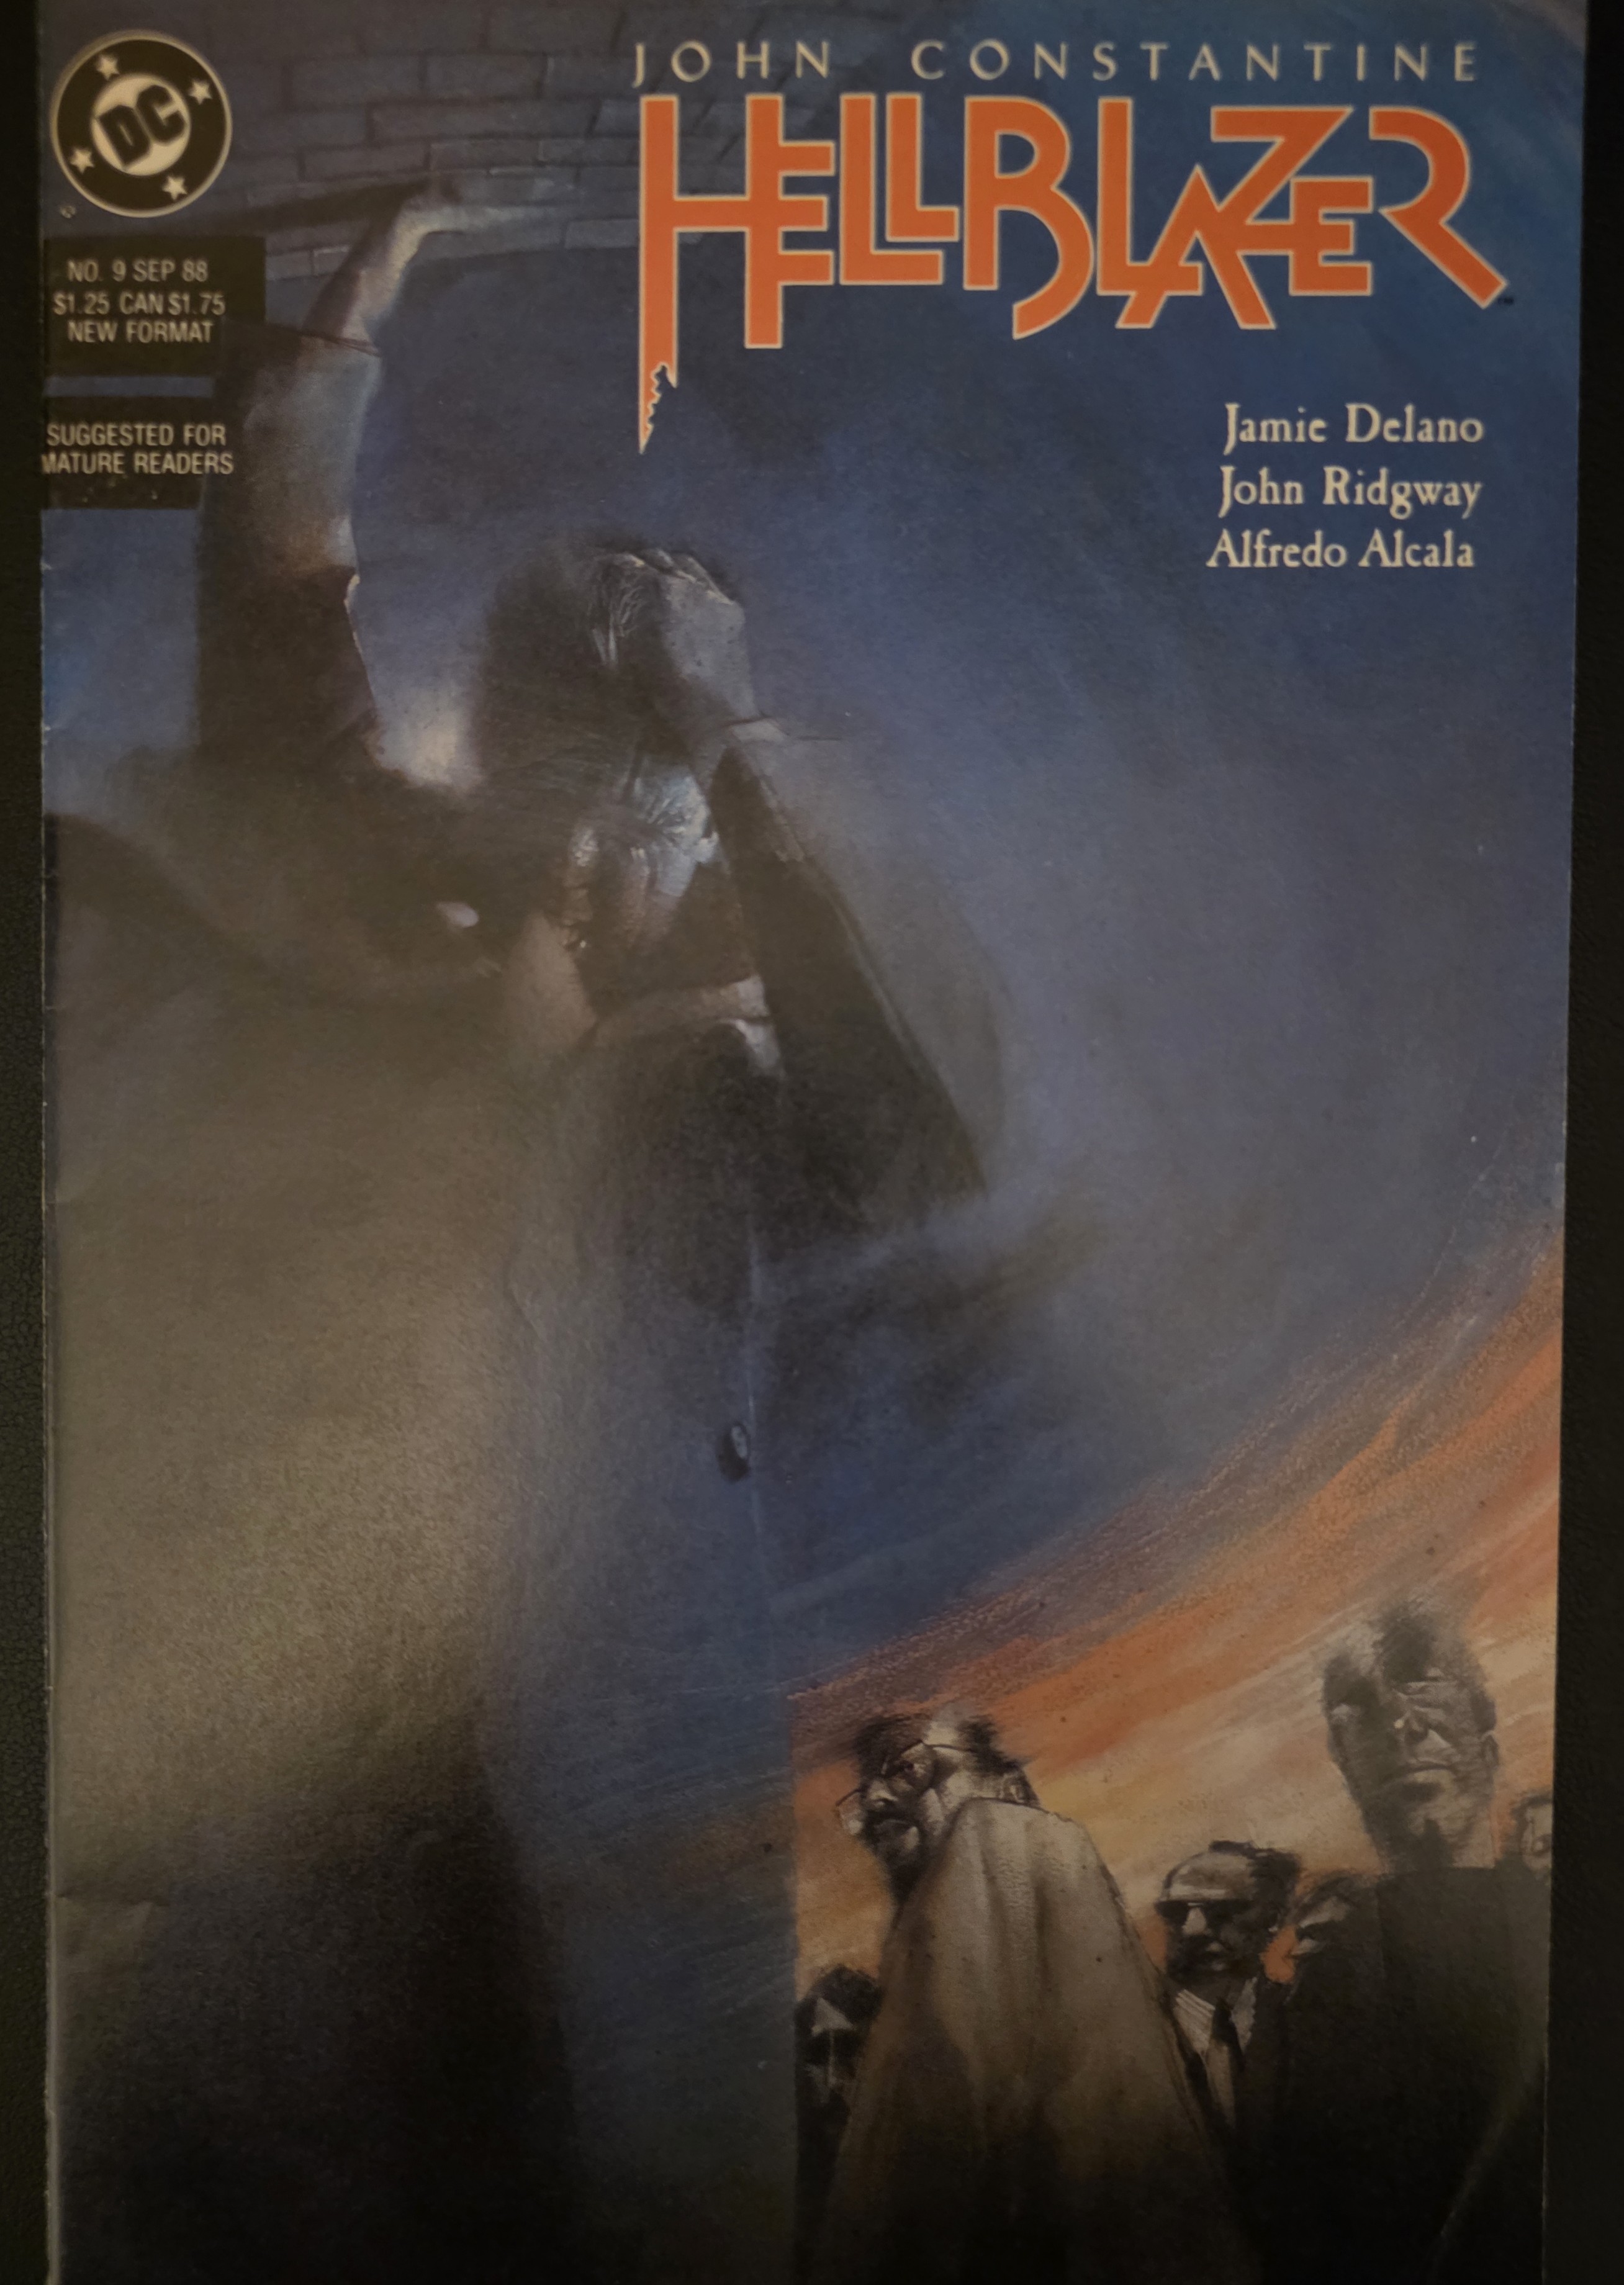 DC
NO. 9 SEP 88
$1.25 CAN $1.75
NEW FORMAT
SUGGESTED FOR
MATURE READERS
JOHN CONSTANTINE
HELLBLAZER™
Jamie Delano
John Ridgway
Alfredo Alcala